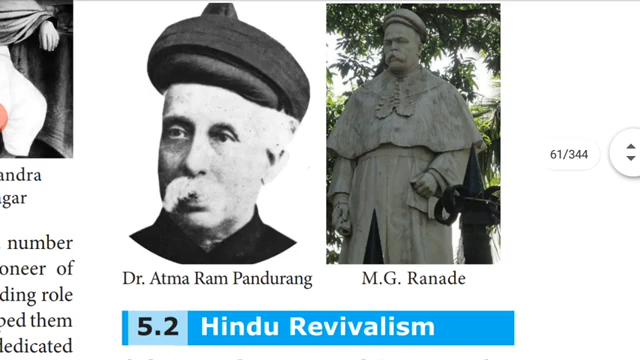 andra
gar
number
oneer of
ding role
ped them
dedicated
Dr. Atma Ram Pandurang
M.G. Ranade
5.2 Hindu Revivalism
61/344